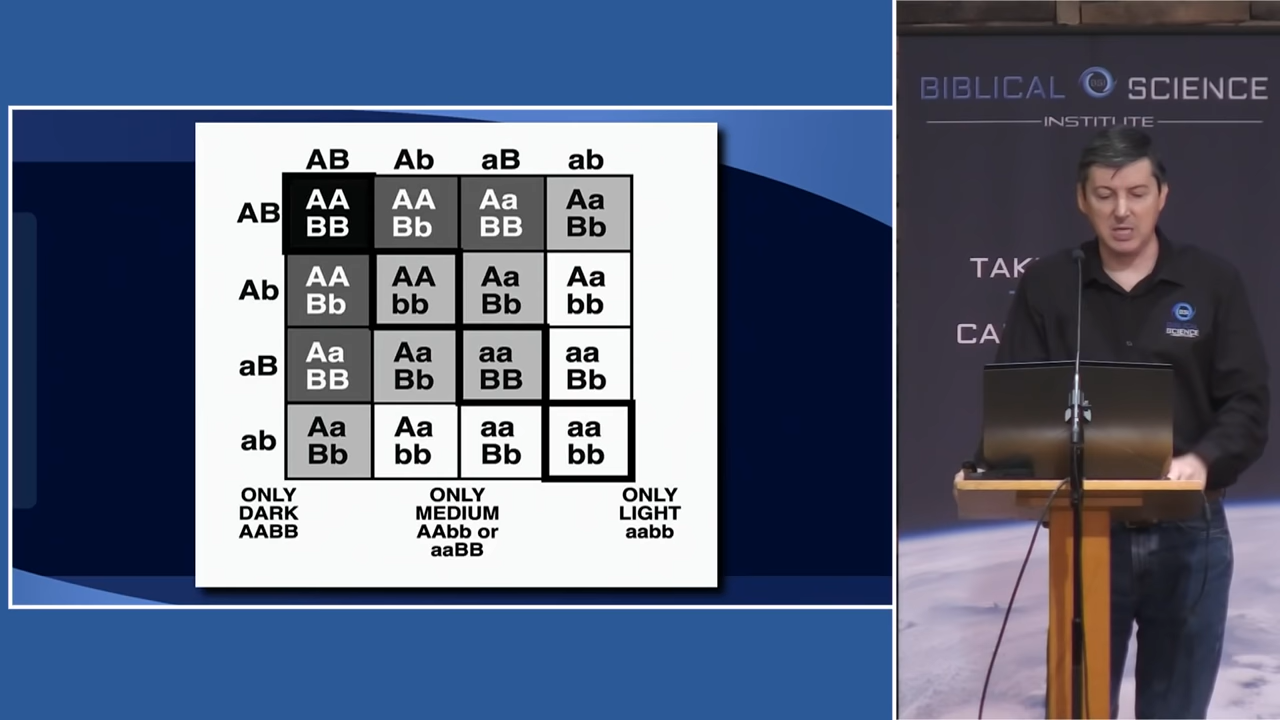 AB Ab aB ab
AB AA AA Aa Aa
BB Bb BB Bb
Ab AA AA Aa Aa
Bb bb Bb bb
aB Aa Aa aa aa
BB Bb BB Bb
ab Aa Aa aa aa
Bb bb Bb bb
ONLY DARK AABB
ONLY MEDIUM AAbb or aaBB
ONLY LIGHT aabb
BIBLICAL SCIENCE
INSTITUTE
TAK
CA